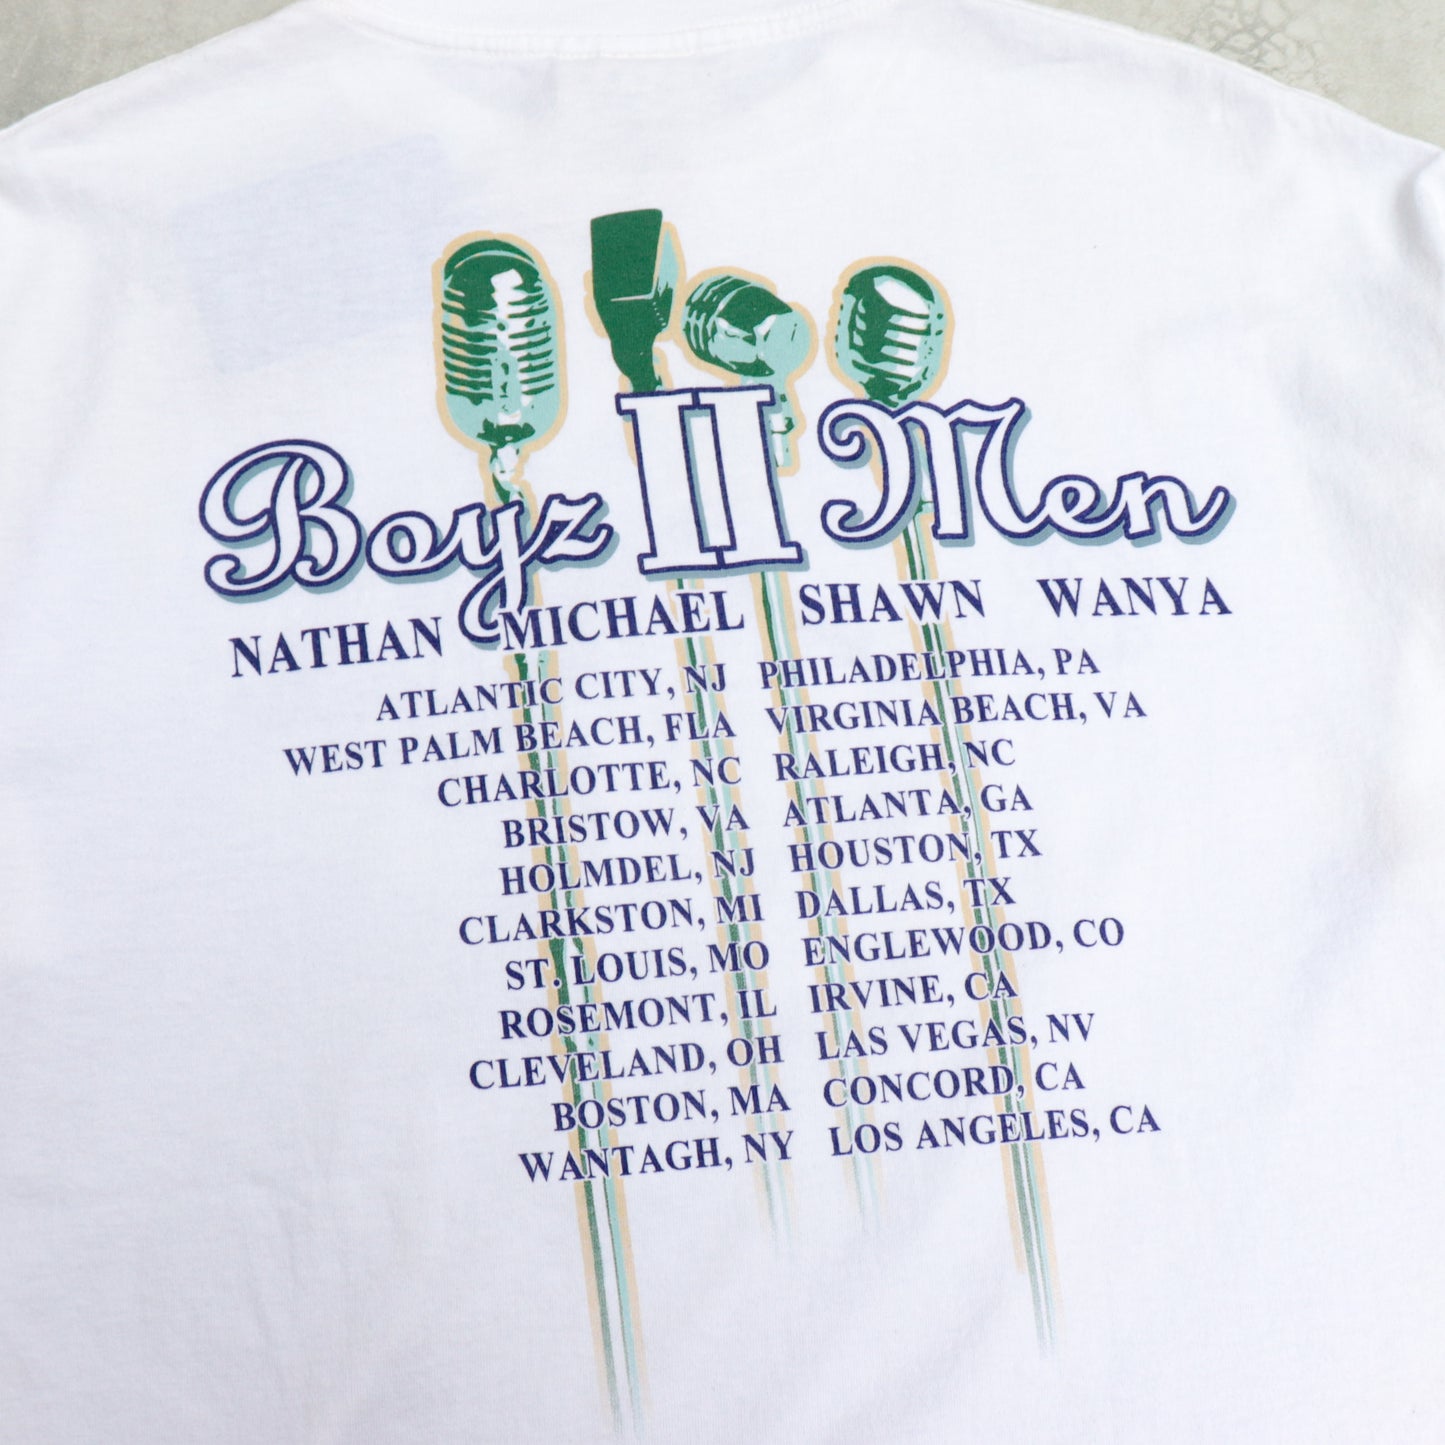 Boyz II Men
NATHAN MICHAEL SHAWN WANYA
ATLANTIC CITY, NJ PHILADELPHIA, PA
WEST PALM BEACH, FLA VIRGINIA BEACH, VA
CHARLOTTE, NC RALEIGH, NC
BRISTOW, VA ATLANTA, GA
HOLMDEL, NJ HOUSTON, TX
CLARKSTON, MI DALLAS, TX
ST. LOUIS, MO ENGLEWOOD, CO
ROSEMONT, IL IRVINE, CA
CLEVELAND, OH LAS VEGAS, NV
BOSTON, MA CONCORD, CA
WANTAGH, NY LOS ANGELES, CA